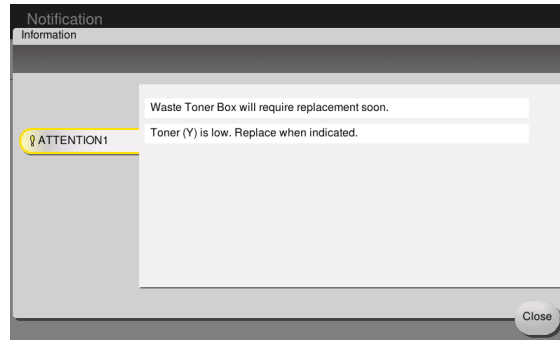 Notification
Information
Waste Toner Box will require replacement soon.
ATTENTION1
Toner (Y) is low. Replace when indicated.
Close